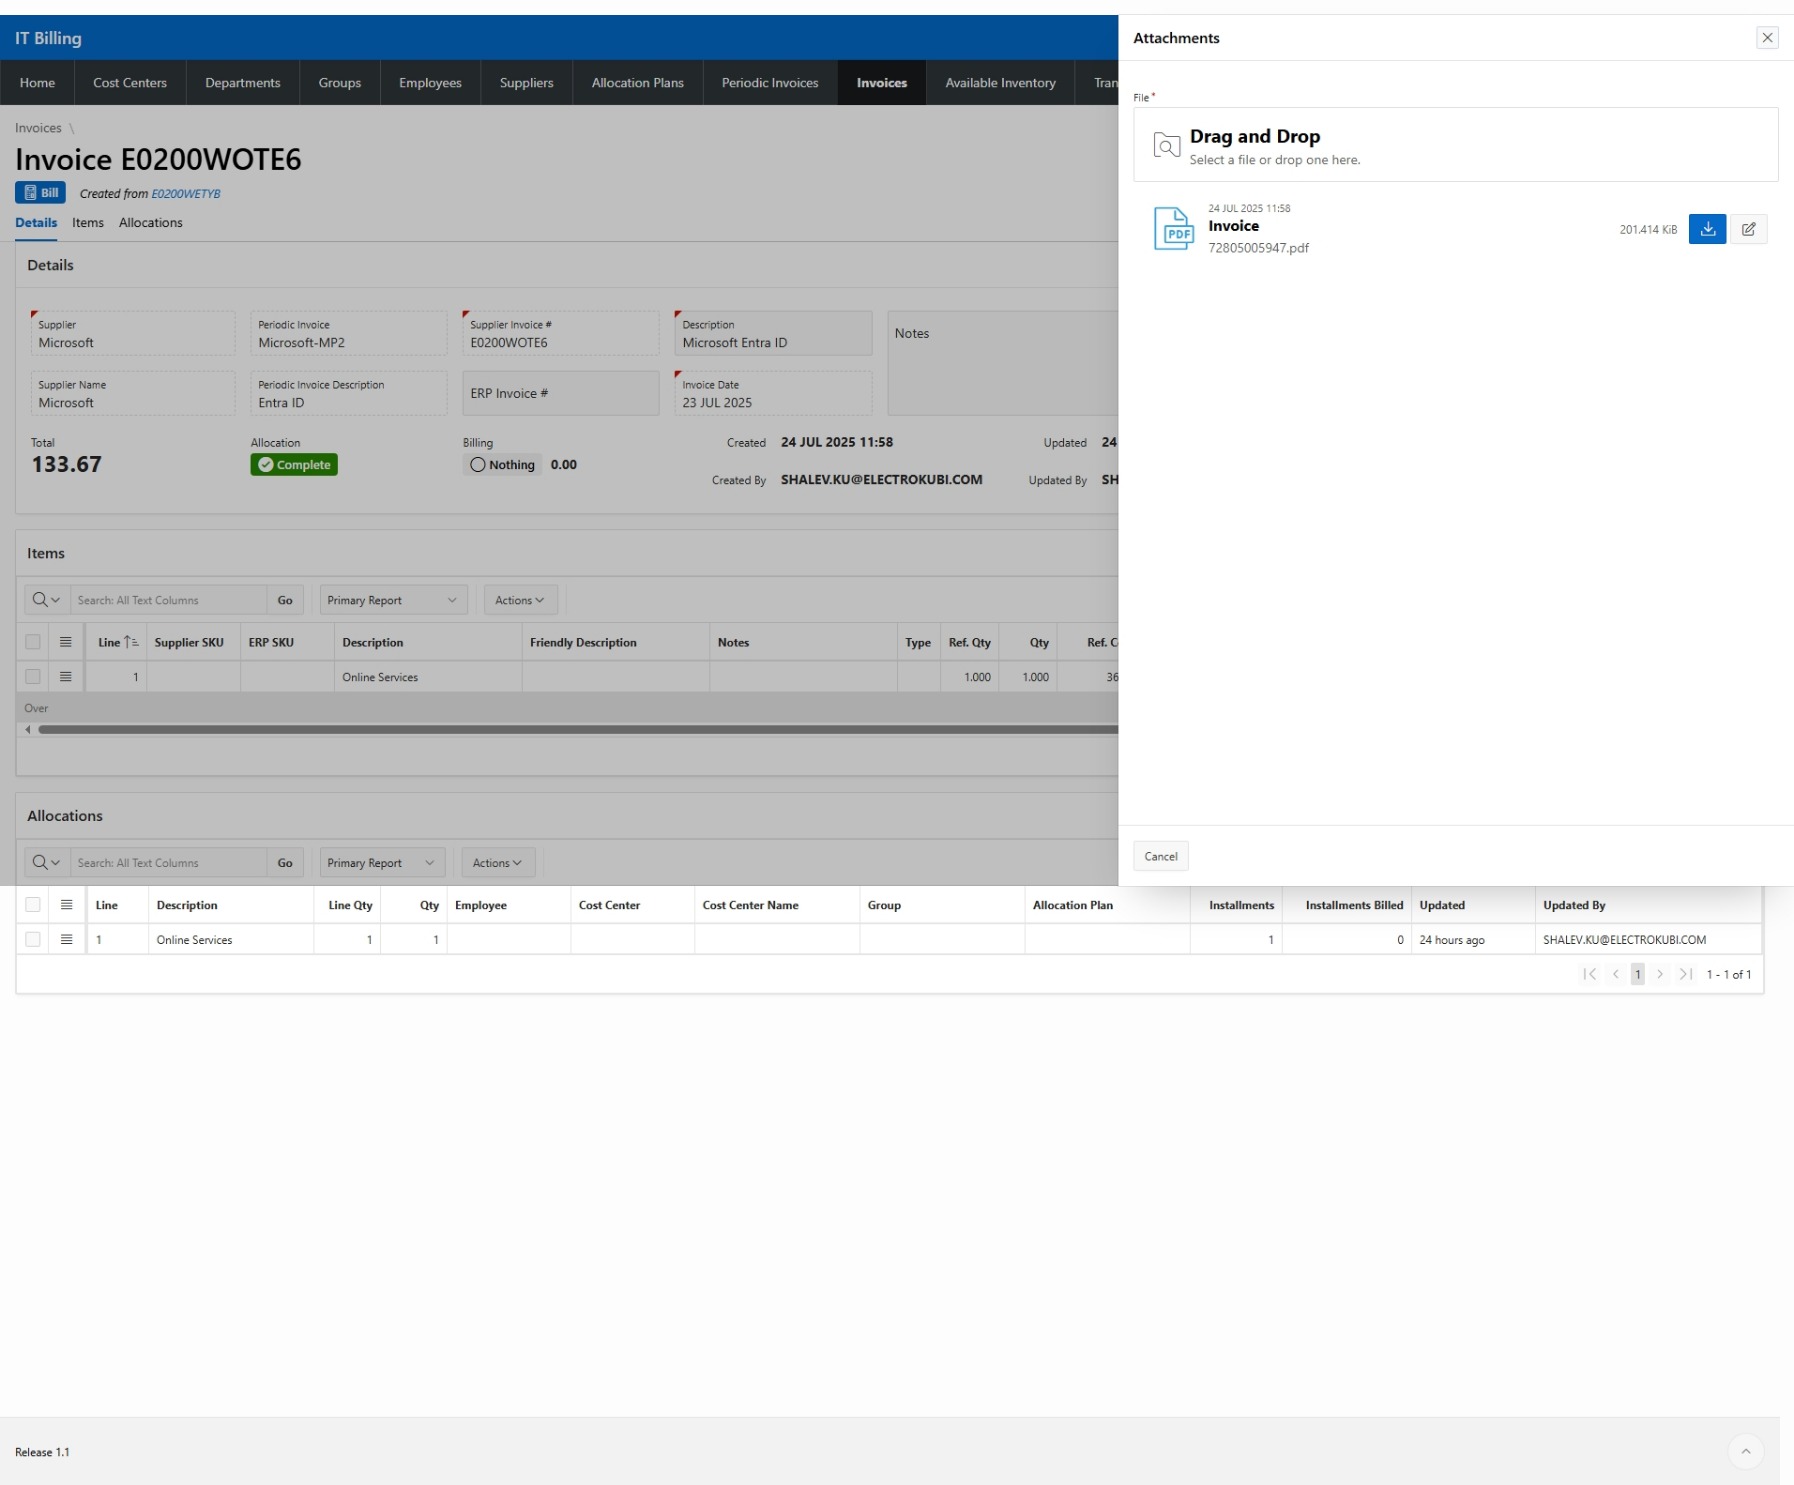 IT Billing
Home Cost Centers Departments Groups Employees Suppliers Allocation Plans Periodic Invoices Invoices Available Inventory Tran
Invoices \
Invoice E0200WOTE6
Bill Created from E0200WETYB
Details Items Allocations
Details
Supplier
Microsoft
Periodic Invoice
Microsoft-MP2
Supplier Invoice #
E0200WOTE6
Description
Microsoft Entra ID
Notes
Supplier Name
Microsoft
Periodic Invoice Description
Entra ID
ERP Invoice #
Invoice Date
23 JUL 2025
Total
133.67
Allocation
Complete
Billing
Nothing 0.00
Created 24 JUL 2025 11:58
Updated 24
Created By SHALEV.KU@ELECTROKUBI.COM
Updated By SH
Items
Search: All Text Columns Go Primary Report Actions
Line Supplier SKU ERP SKU Description Friendly Description Notes Type Ref. Qty Qty Ref. C
1 Online Services 1.000 1.000 36
Over
Allocations
Search: All Text Columns Go Primary Report Actions
Line Description Line Qty Qty Employee Cost Center Cost Center Name Group Allocation Plan Installments Installments Billed Updated Updated By
1 Online Services 1 1 1 0 24 hours ago SHALEV.KU@ELECTROKUBI.COM
1 1 - 1 of 1
Release 1.1
Attachments
File *
Drag and Drop
Select a file or drop one here.
PDF
24 JUL 2025 11:58
Invoice
72805005947.pdf
201.414 KiB
Cancel